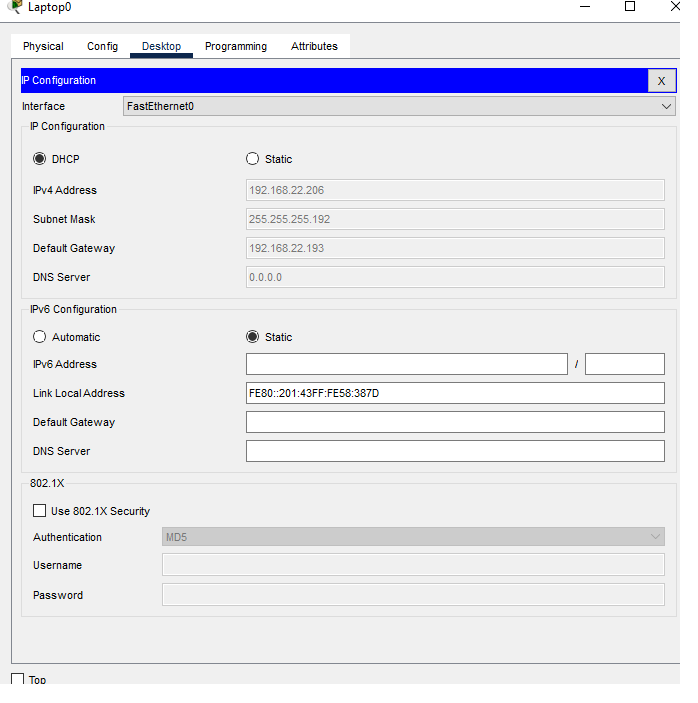 Laptop0
Physical Config Desktop Programming Attributes
IP Configuration X
Interface FastEthernet0
IP Configuration
DHCP Static
IPv4 Address 192.168.22.206
Subnet Mask 255.255.255.192
Default Gateway 192.168.22.193
DNS Server 0.0.0.0
IPv6 Configuration
Automatic Static
IPv6 Address /
Link Local Address FE80::201:43FF:FE58:387D
Default Gateway
DNS Server
802.1X
Use 802.1X Security
Authentication MD5
Username
Password
Top